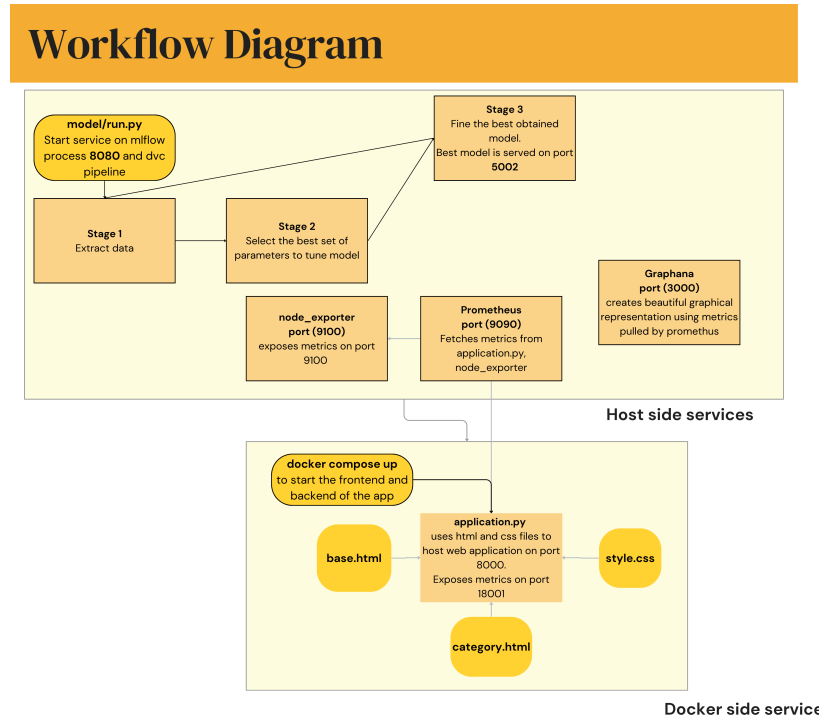 Workflow Diagram
model/run.py
Start service on mlflow
process 8080 and dvc
pipeline
Stage 3
Fine the best obtained
model.
Best model is served on port
5002
Stage 1
Extract data
Stage 2
Select the best set of
parameters to tune model
Graphana
port (3000)
creates beautiful graphical
representation using metrics
pulled by promethus
node_exporter
port (9100)
exposes metrics on port
9100
Prometheus
port (9090)
Fetches metrics from
application.py,
node_exporter
Host side services
docker compose up
to start the frontend and
backend of the app
application.py
uses html and css files to
host web application on port
8000.
Exposes metrics on port
18001
base.html
style.css
category.html
Docker side service